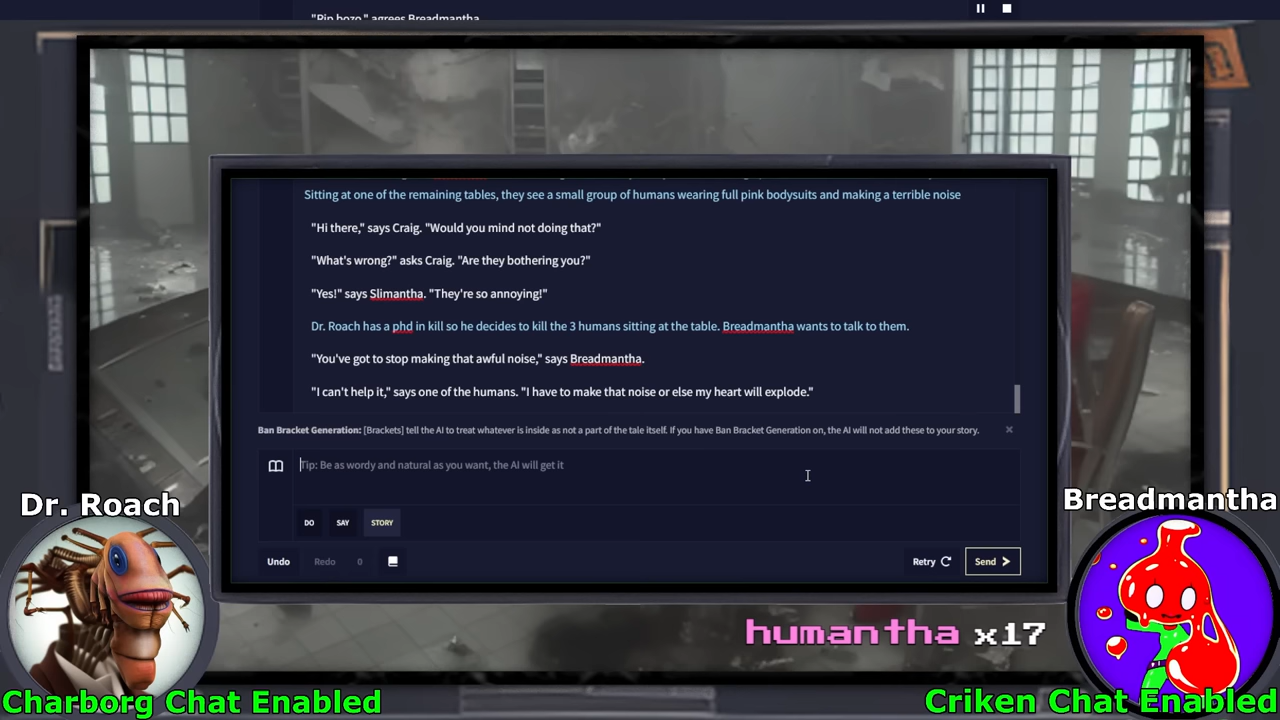 "Rip bozo," agrees Breadmantha.
Sitting at one of the remaining tables, they see a small group of humans wearing full pink bodysuits and making a terrible noise
"Hi there," says Craig. "Would you mind not doing that?"
"What's wrong?" asks Craig. "Are they bothering you?"
"Yes!" says Slimantha. "They're so annoying!"
Dr. Roach has a phd in kill so he decides to kill the 3 humans sitting at the table. Breadmantha wants to talk to them.
"You've got to stop making that awful noise," says Breadmantha.
"I can't help it," says one of the humans. "I have to make that noise or else my heart will explode."
Ban Bracket Generation: [Brackets] tell the AI to treat whatever is inside as not a part of the tale itself. If you have Ban Bracket Generation on, the AI will not add these to your story.
Tip: Be as wordy and natural as you want, the AI will get it
DO SAY STORY
Undo Redo 0 Retry Send
Dr. Roach
Breadmantha
humantha x17
Charborg Chat Enabled
Criken Chat Enabled